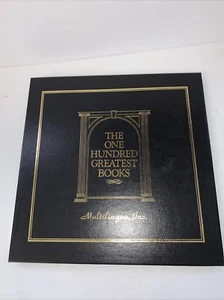 THE
ONE
HUNDRED
GREATEST
BOOKS
Multilingua, Inc.